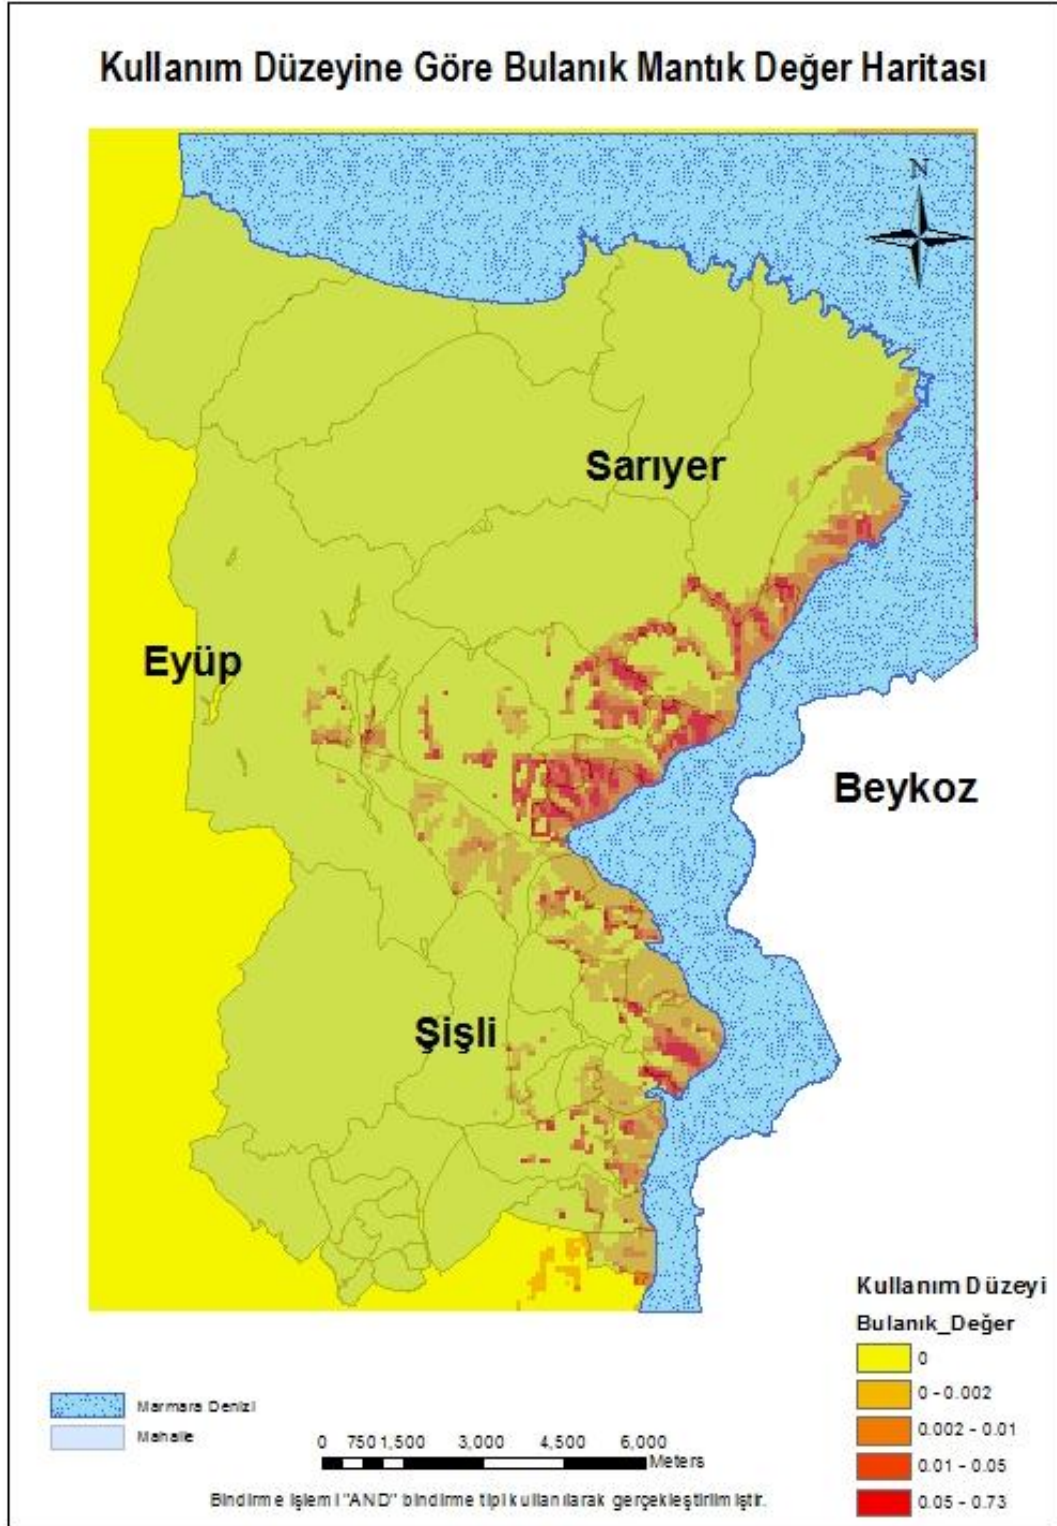 Kullanım Düzeyine Göre Bulanık Mantık Değer Haritası
N
Sarıyer
Eyüp
Beykoz
Şişli
Kullanım Düzeyi
Bulanık_Değer
0
0 - 0.002
0.002 - 0.01
0.01 - 0.05
0.05 - 0.73
Marmara Denizi
Mahalle
0 750 1,500 3,000 4,500 6,000
Meters
Bindirme işlemi "AND" bindirme tipi kullanılarak gerçekleştirilmiştir.